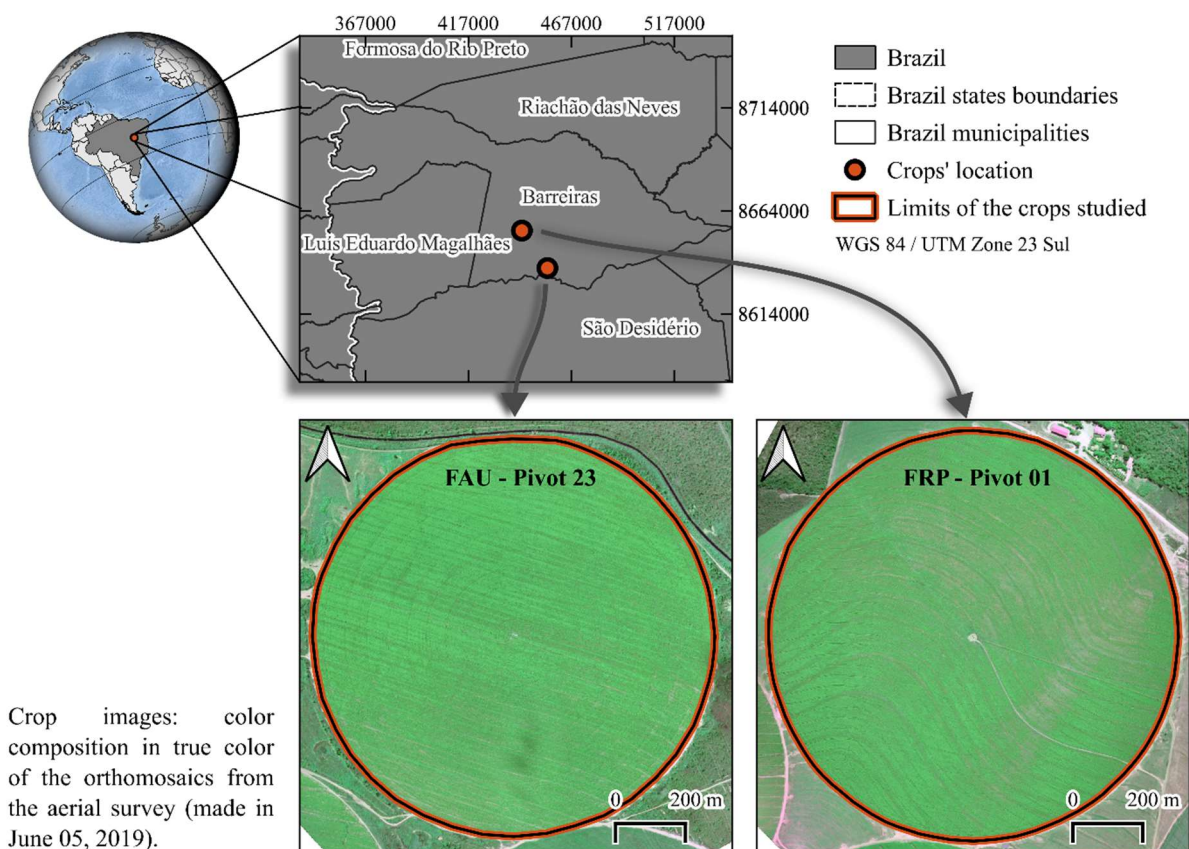 367000 417000 467000 517000
Formosa do Rio Preto
Riachão das Neves
8714000
Barreiras
8664000
Luís Eduardo Magalhães
São Desidério
8614000
Brazil
Brazil states boundaries
Brazil municipalities
Crops' location
Limits of the crops studied
WGS 84 / UTM Zone 23 Sul
FAU - Pivot 23
0 200 m
FRP - Pivot 01
0 200 m
Crop images: color
composition in true color
of the orthomosaics from
the aerial survey (made in
June 05, 2019).